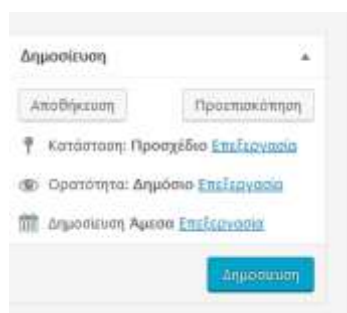 Δημοσίευση
Αποθήκευση Προεπισκόπηση
Κατάσταση: Προσχέδιο Επεξεργασία
Ορατότητα: Δημόσιο Επεξεργασία
Δημοσίευση Άμεσα Επεξεργασία
Δημοσίευση